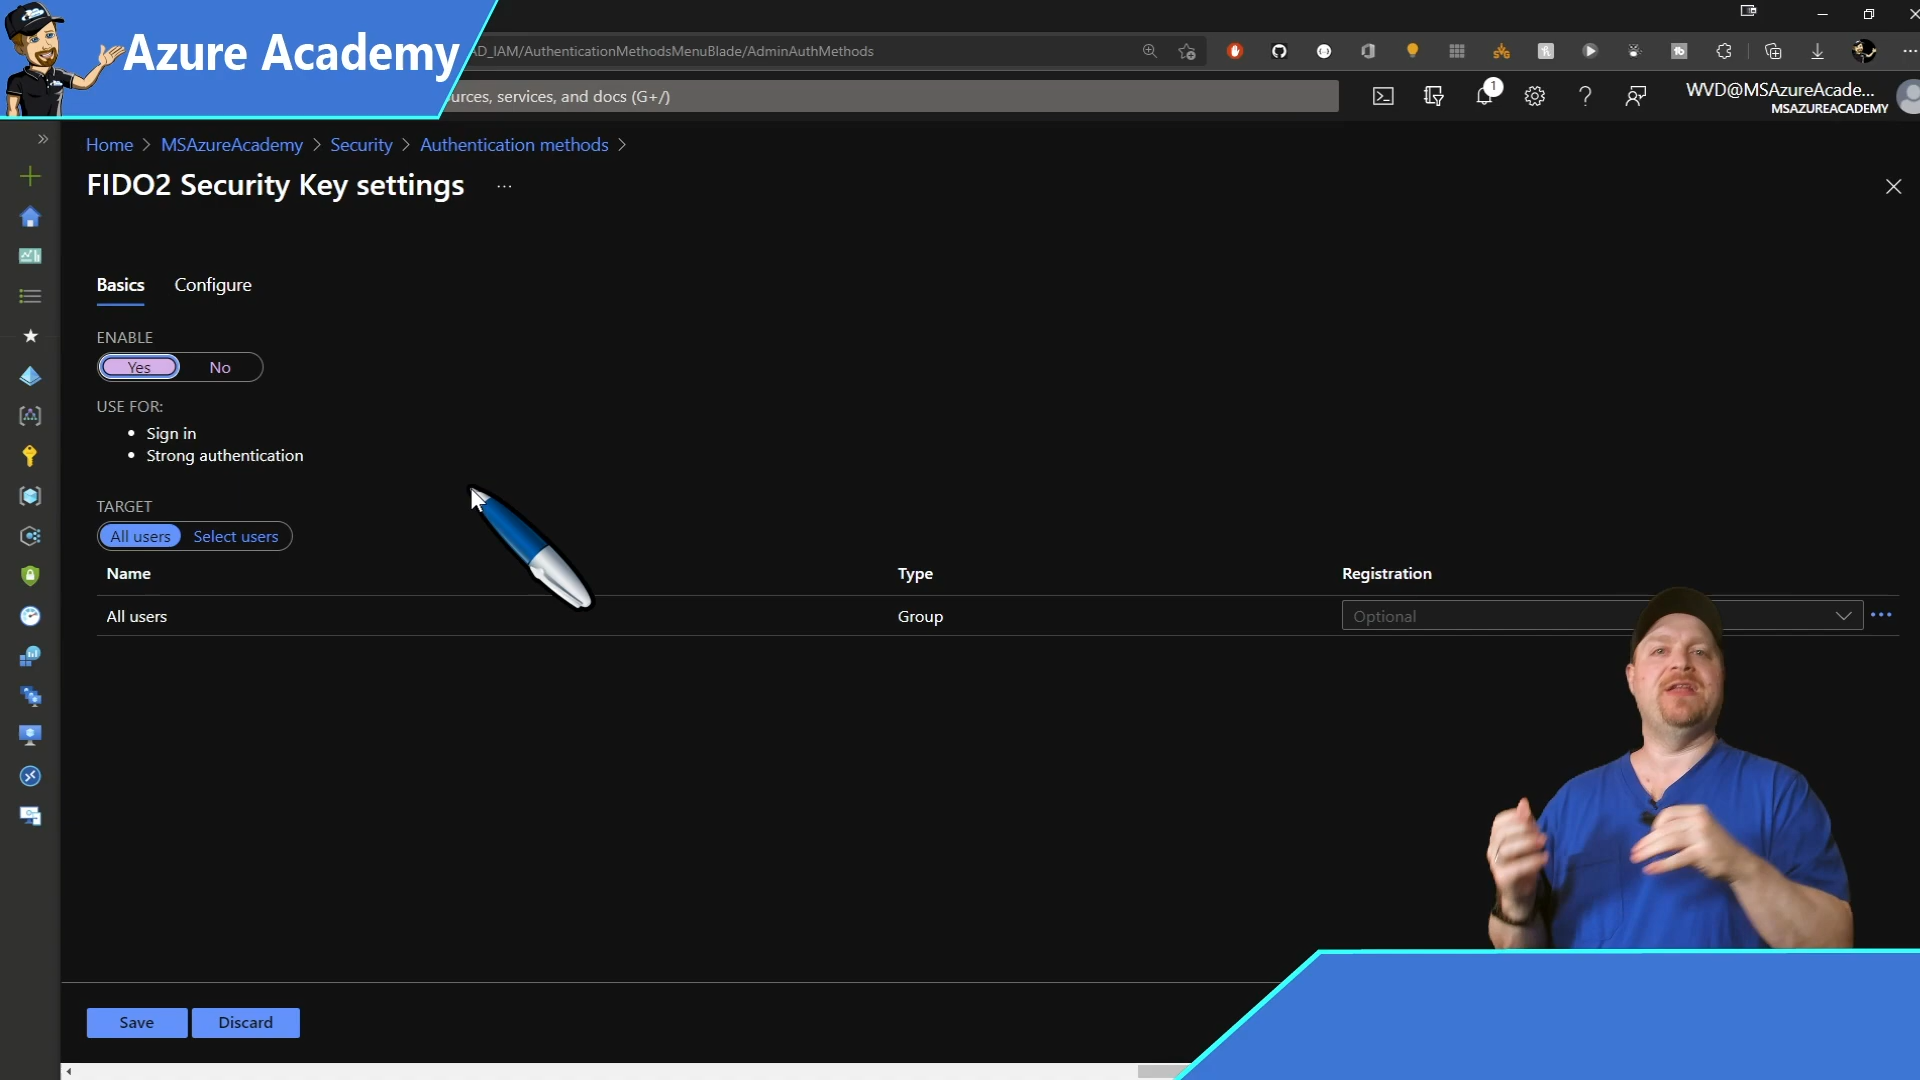 Azure Academy
D_IAM/AuthenticationMethodsMenuBlade/AdminAuthMethods
urces, services, and docs (G+/)
1
WVD@MSAzureAcade...
MSAZUREACADEMY
Home > MSAzureAcademy > Security > Authentication methods >
FIDO2 Security Key settings ...
Basics Configure
ENABLE
Yes No
USE FOR:
• Sign in
• Strong authentication
TARGET
All users Select users
Name Type Registration
All users Group Optional
Save Discard